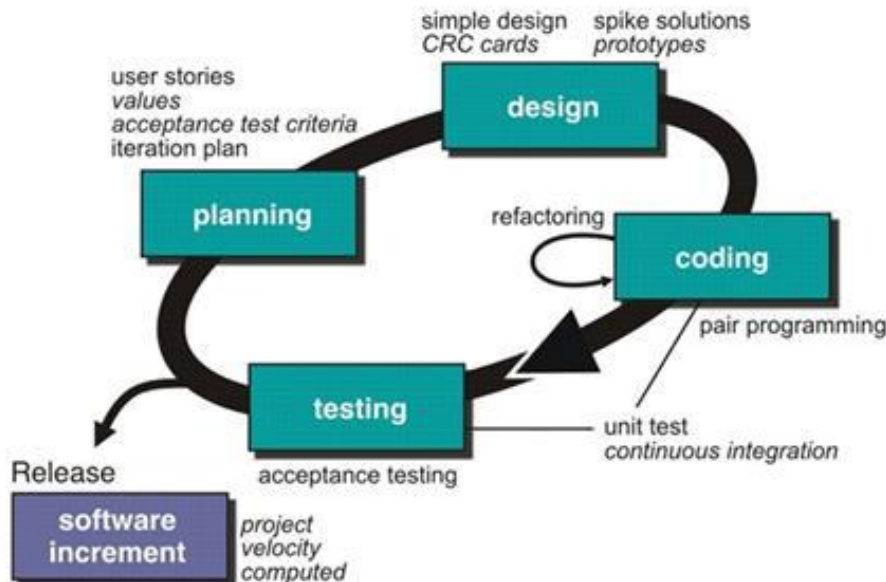 simple design
CRC cards
spike solutions
prototypes
user stories
values
acceptance test criteria
iteration plan
design
planning
refactoring
coding
pair programming
testing
unit test
continuous integration
acceptance testing
Release
software
increment
project
velocity
computed